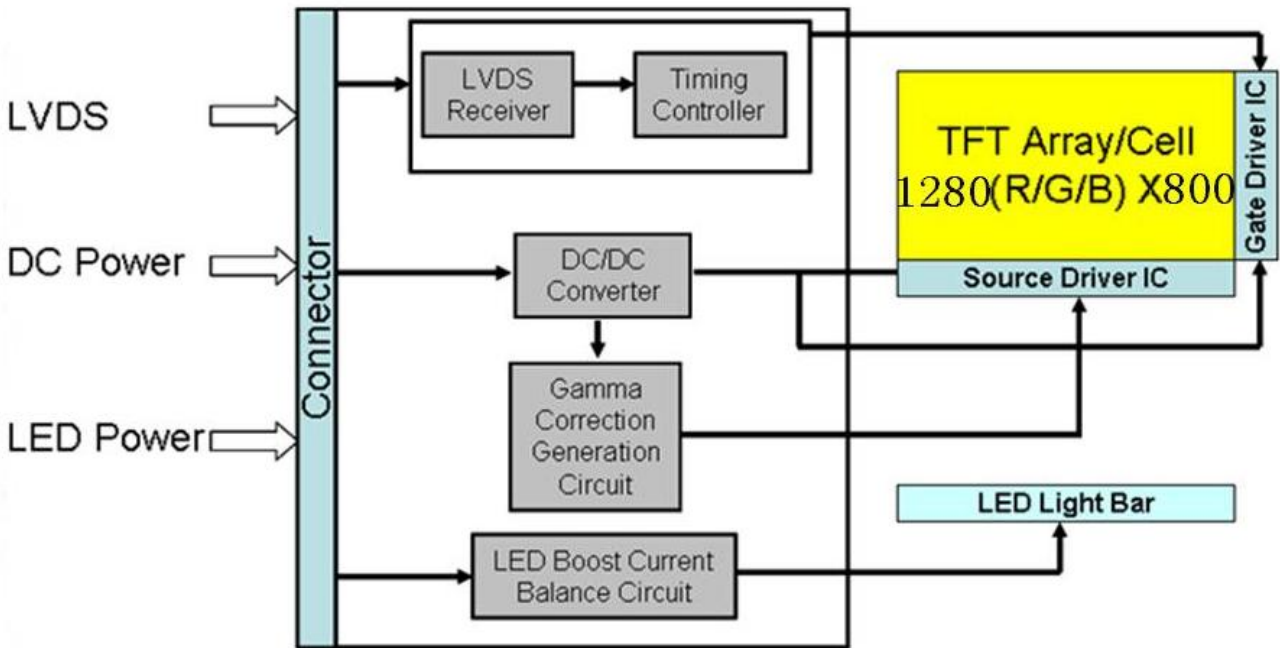 LVDS
DC Power
LED Power
Connector
LVDS
Receiver
Timing
Controller
DC/DC
Converter
Gamma
Correction
Generation
Circuit
LED Boost Current
Balance Circuit
TFT Array/Cell
1280(R/G/B) X800
Gate Driver IC
Source Driver IC
LED Light Bar